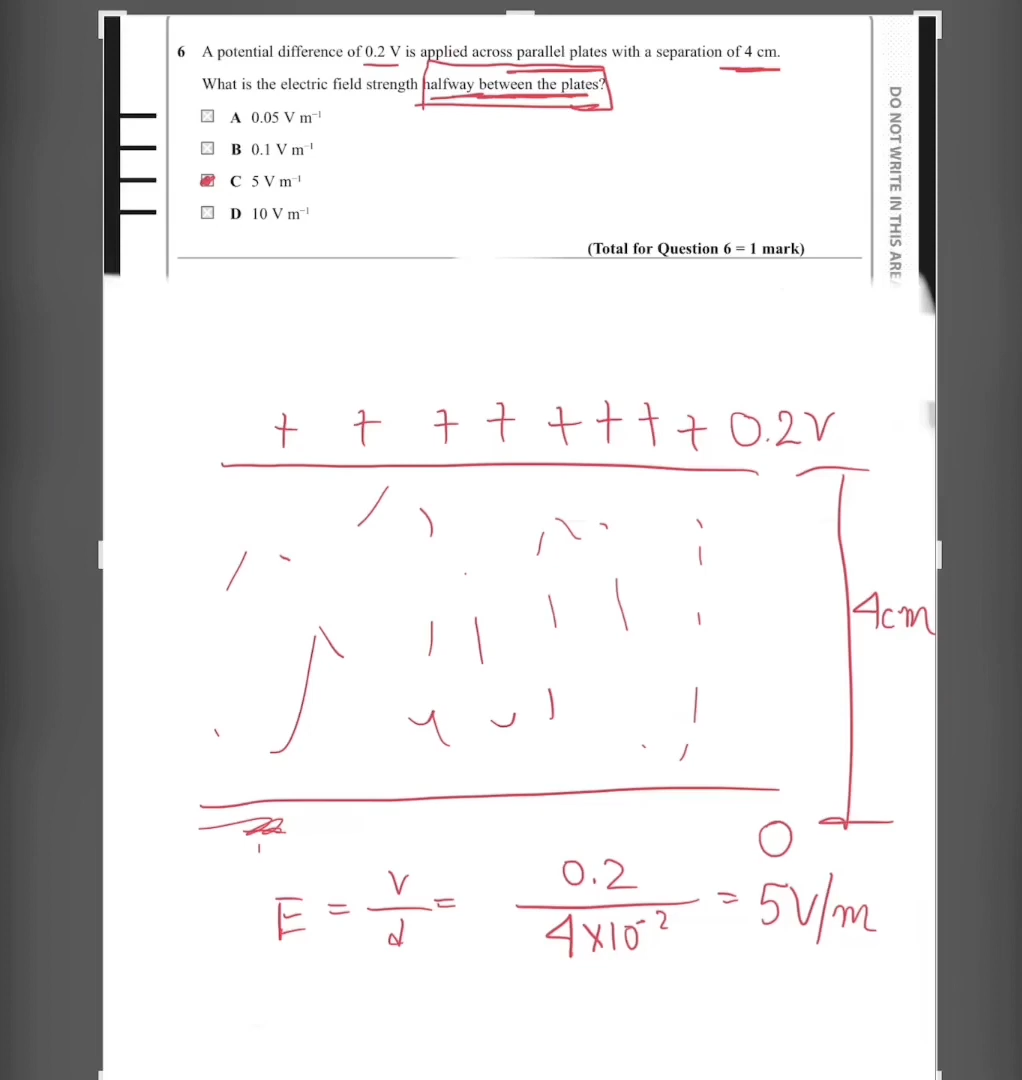 6 A potential difference of 0.2 V is applied across parallel plates with a separation of 4 cm.
What is the electric field strength halfway between the plates?
A 0.05 V m⁻¹
B 0.1 V m⁻¹
C 5 V m⁻¹
D 10 V m⁻¹
(Total for Question 6 = 1 mark)
DO NOT WRITE IN THIS AREA
+ + + + + + + + 0.2V
4cm
0
E = V/d = 0.2/4×10⁻² = 5V/m